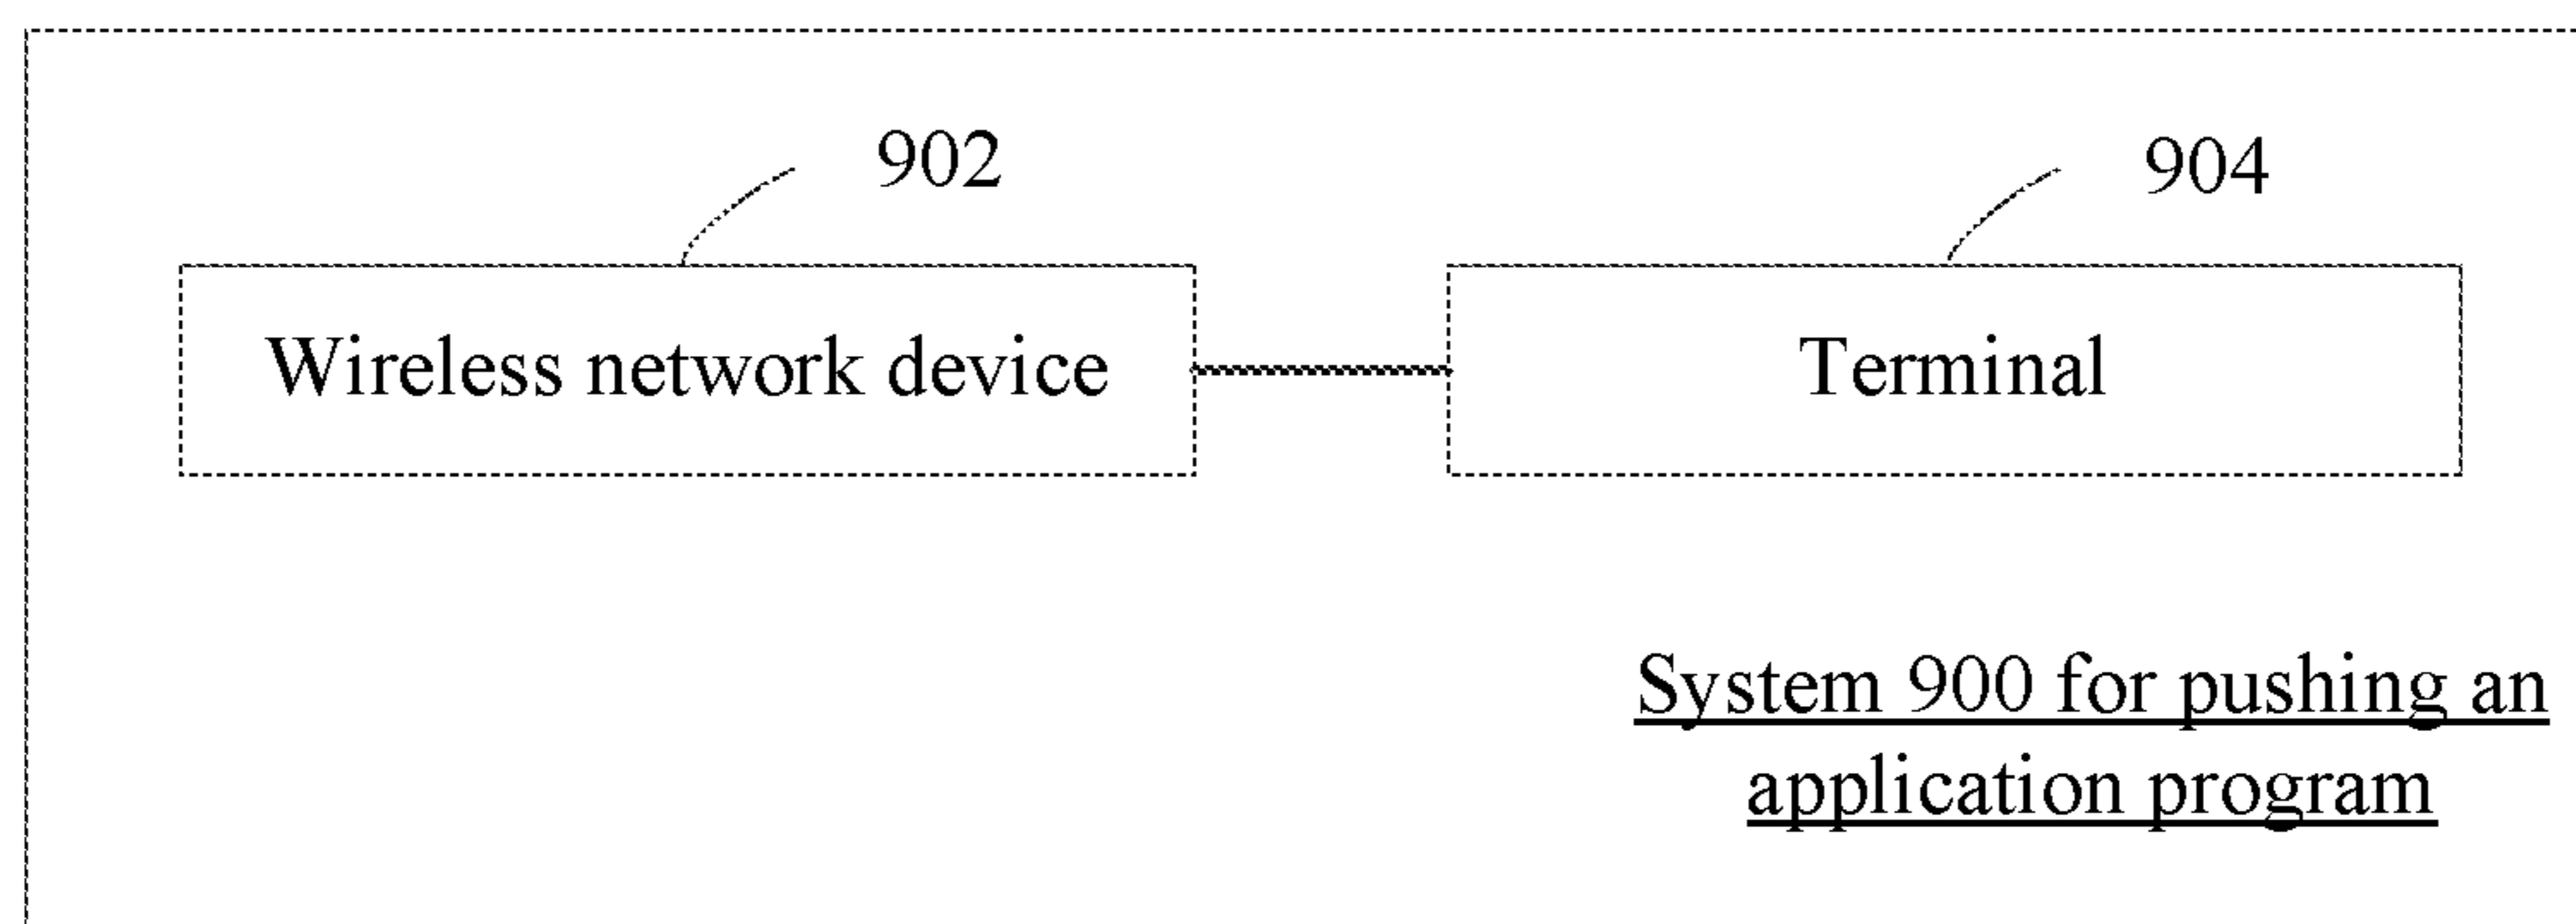 902
904
Wireless network device
Terminal
System 900 for pushing an
application program